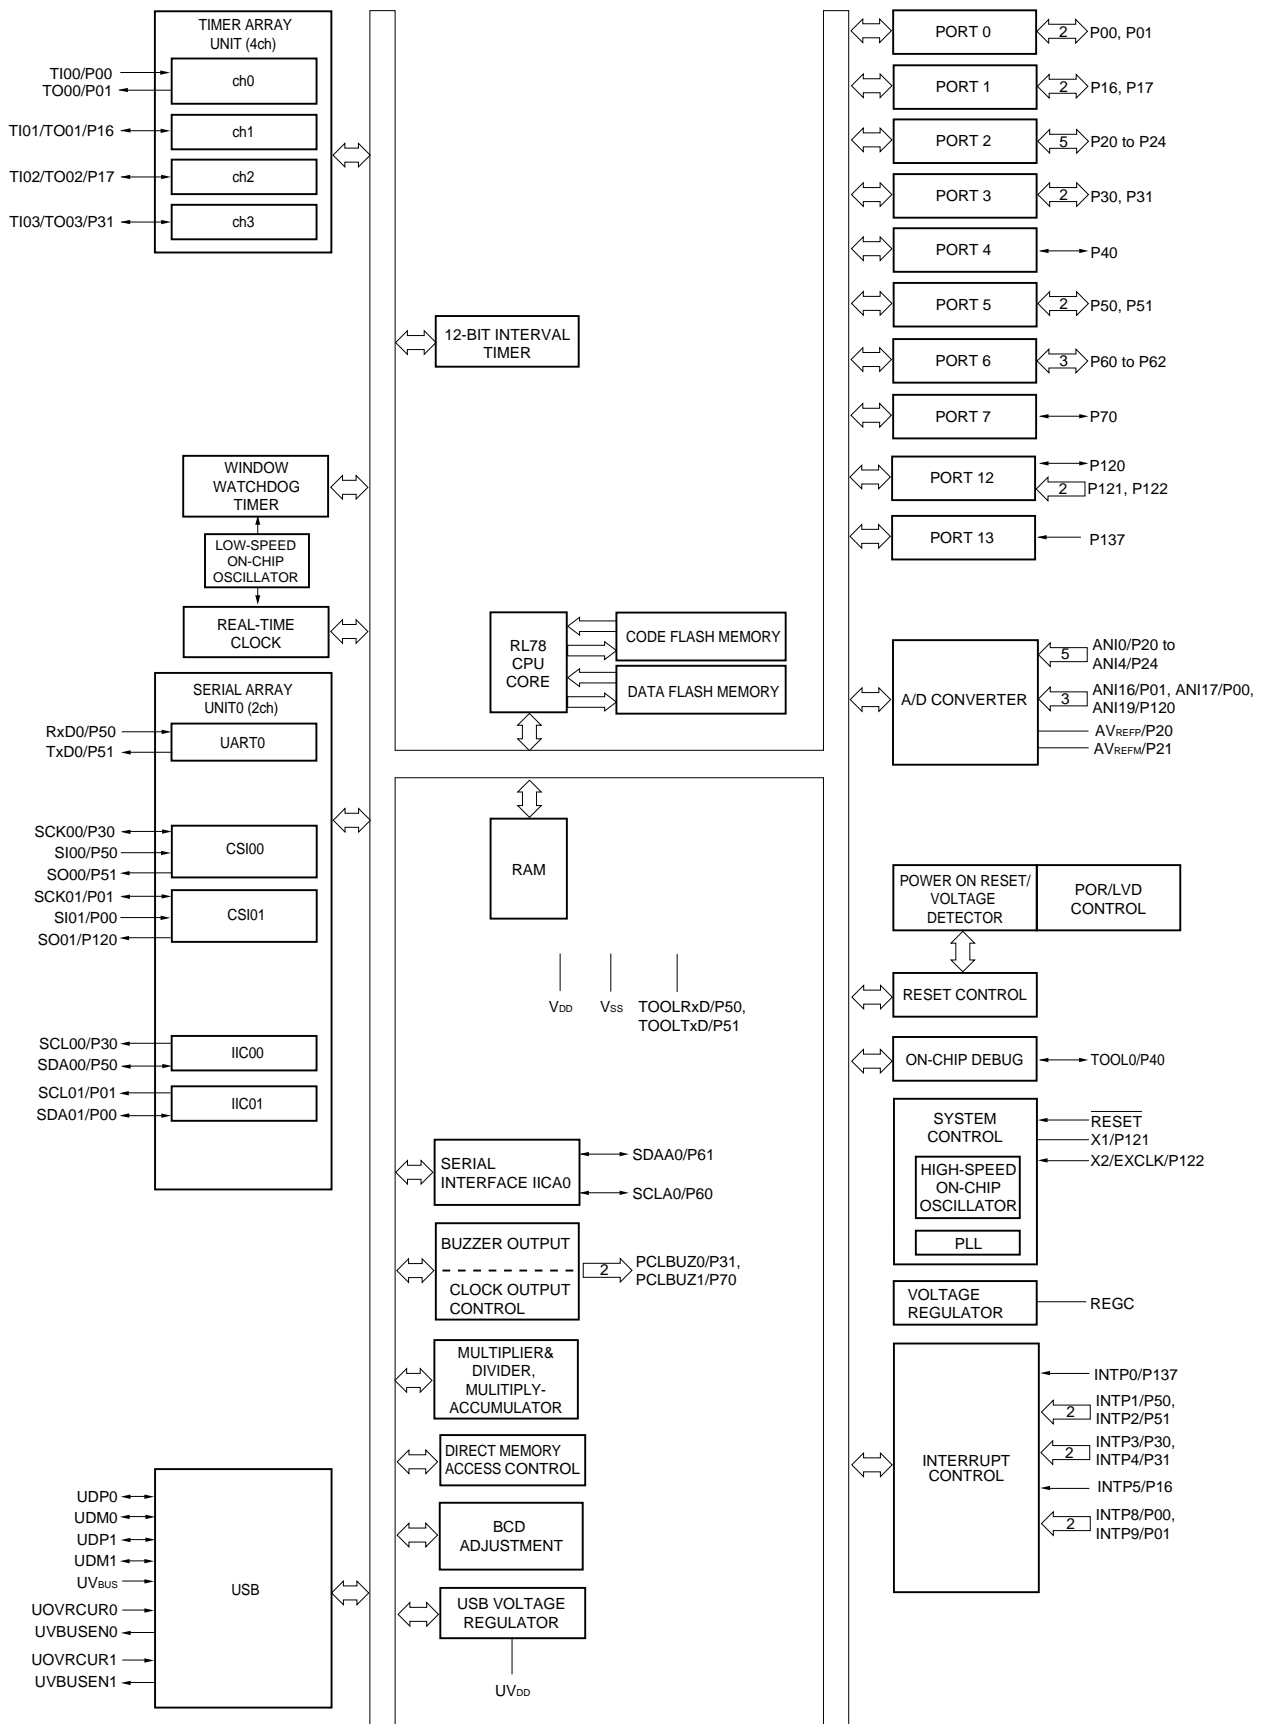 TIMER ARRAY
UNIT (4ch)
TI00/P00
TO00/P01
ch0
TI01/TO01/P16
ch1
TI02/TO02/P17
ch2
TI03/TO03/P31
ch3
12-BIT INTERVAL
TIMER
WINDOW
WATCHDOG
TIMER
LOW-SPEED
ON-CHIP
OSCILLATOR
REAL-TIME
CLOCK
SERIAL ARRAY
UNIT0 (2ch)
RxD0/P50
TxD0/P51
UART0
SCK00/P30
SI00/P50
SO00/P51
CSI00
SCK01/P01
SI01/P00
SO01/P120
CSI01
SCL00/P30
SDA00/P50
IIC00
SCL01/P01
SDA01/P00
IIC01
UDP0
UDM0
UDP1
UDM1
UVBUS
UOVRCUR0
UVBUSEN0
UOVRCUR1
UVBUSEN1
USB
RL78
CPU
CORE
CODE FLASH MEMORY
DATA FLASH MEMORY
RAM
VDD
VSS
TOOLRxD/P50,
TOOLTxD/P51
SERIAL
INTERFACE IICA0
SDAA0/P61
SCLA0/P60
BUZZER OUTPUT
CLOCK OUTPUT
CONTROL
2
PCLBUZ0/P31,
PCLBUZ1/P70
MULTIPLIER&
DIVIDER,
MULITIPLY-
ACCUMULATOR
DIRECT MEMORY
ACCESS CONTROL
BCD
ADJUSTMENT
USB VOLTAGE
REGULATOR
UVDD
PORT 0
2
P00, P01
PORT 1
2
P16, P17
PORT 2
5
P20 to P24
PORT 3
2
P30, P31
PORT 4
P40
PORT 5
2
P50, P51
PORT 6
3
P60 to P62
PORT 7
P70
PORT 12
P120
2
P121, P122
PORT 13
P137
A/D CONVERTER
5
ANI0/P20 to
ANI4/P24
3
ANI16/P01, ANI17/P00,
ANI19/P120
AVREFP/P20
AVREFM/P21
POWER ON RESET/
VOLTAGE
DETECTOR
POR/LVD
CONTROL
RESET CONTROL
ON-CHIP DEBUG
TOOL0/P40
SYSTEM
CONTROL
HIGH-SPEED
ON-CHIP
OSCILLATOR
PLL
RESET
X1/P121
X2/EXCLK/P122
VOLTAGE
REGULATOR
REGC
INTERRUPT
CONTROL
INTP0/P137
2
INTP1/P50,
INTP2/P51
2
INTP3/P30,
INTP4/P31
INTP5/P16
2
INTP8/P00,
INTP9/P01